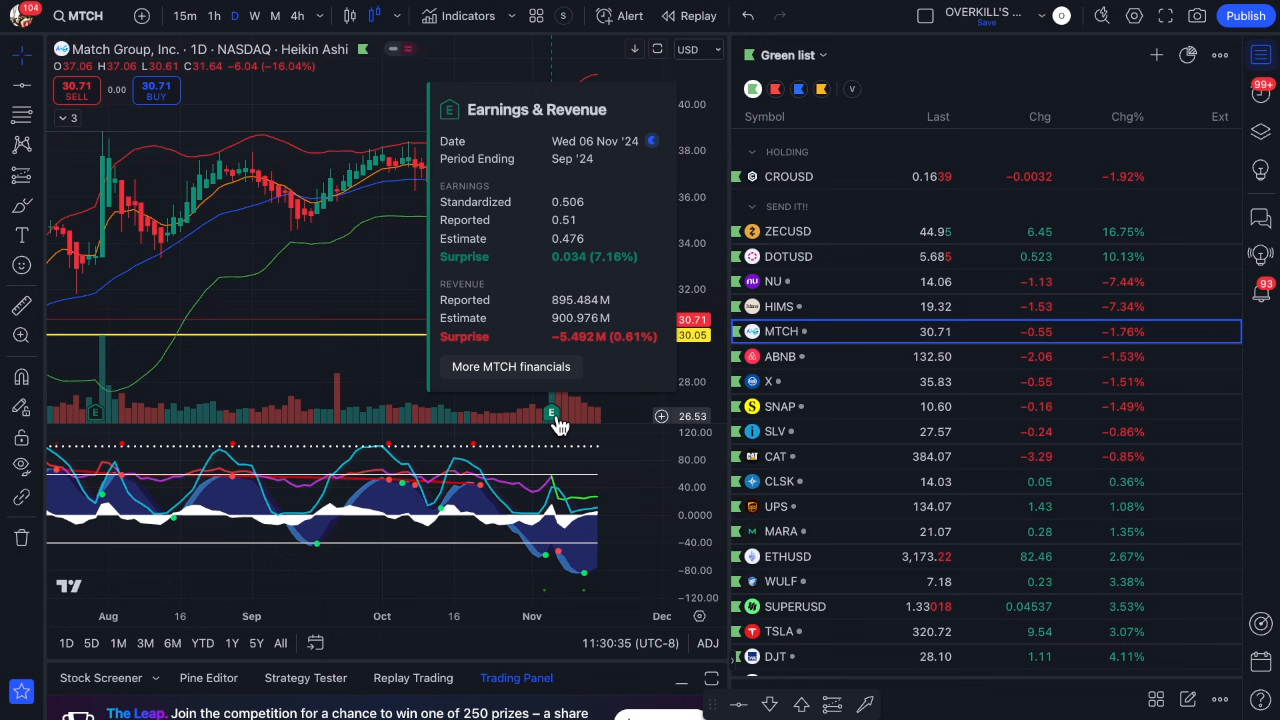 104
MTCH
15m 1h D W M 4h
Indicators
S
Alert
Replay
OVERKILL'S ...
Save
O
Publish
Match Group, Inc. · 1D · NASDAQ · Heikin Ashi
USD
O37.06 H37.06 L30.61 C31.64 −6.04 (−16.04%)
30.71
SELL
0.00
30.71
BUY
3
Earnings & Revenue
Date Wed 06 Nov '24
Period Ending Sep '24
EARNINGS
Standardized 0.506
Reported 0.51
Estimate 0.476
Surprise 0.034 (7.16%)
REVENUE
Reported 895.484M
Estimate 900.976M
Surprise −5.492M (0.61%)
More MTCH financials
E
E
E
40.00
38.00
36.00
34.00
32.00
30.71
30.05
28.00
26.53
120.00
80.00
40.00
0.0000
−40.00
−80.00
−120.00
Aug 16 Sep Oct 16 Nov Dec
1D 5D 1M 3M 6M YTD 1Y 5Y All
11:30:35 (UTC-8)
ADJ
Stock Screener Pine Editor Strategy Tester Replay Trading Trading Panel
The Leap. Join the competition for a chance to win one of 250 prizes – a share
Green list
V
Symbol Last Chg Chg% Ext
HOLDING
CROUSD 0.1639 −0.0032 −1.92%
SEND IT!!
ZECUSD 44.95 6.45 16.75%
DOTUSD 5.685 0.523 10.13%
NU 14.06 −1.13 −7.44%
HIMS 19.32 −1.53 −7.34%
MTCH 30.71 −0.55 −1.76%
ABNB 132.50 −2.06 −1.53%
X 35.83 −0.55 −1.51%
SNAP 10.60 −0.16 −1.49%
SLV 27.57 −0.24 −0.86%
CAT 384.07 −3.29 −0.85%
CLSK 14.03 0.05 0.36%
UPS 134.07 1.43 1.08%
MARA 21.07 0.28 1.35%
ETHUSD 3,173.22 82.46 2.67%
WULF 7.18 0.23 3.38%
SUPERUSD 1.33018 0.04537 3.53%
TSLA 320.72 9.54 3.07%
DJT 28.10 1.11 4.11%
99+
93